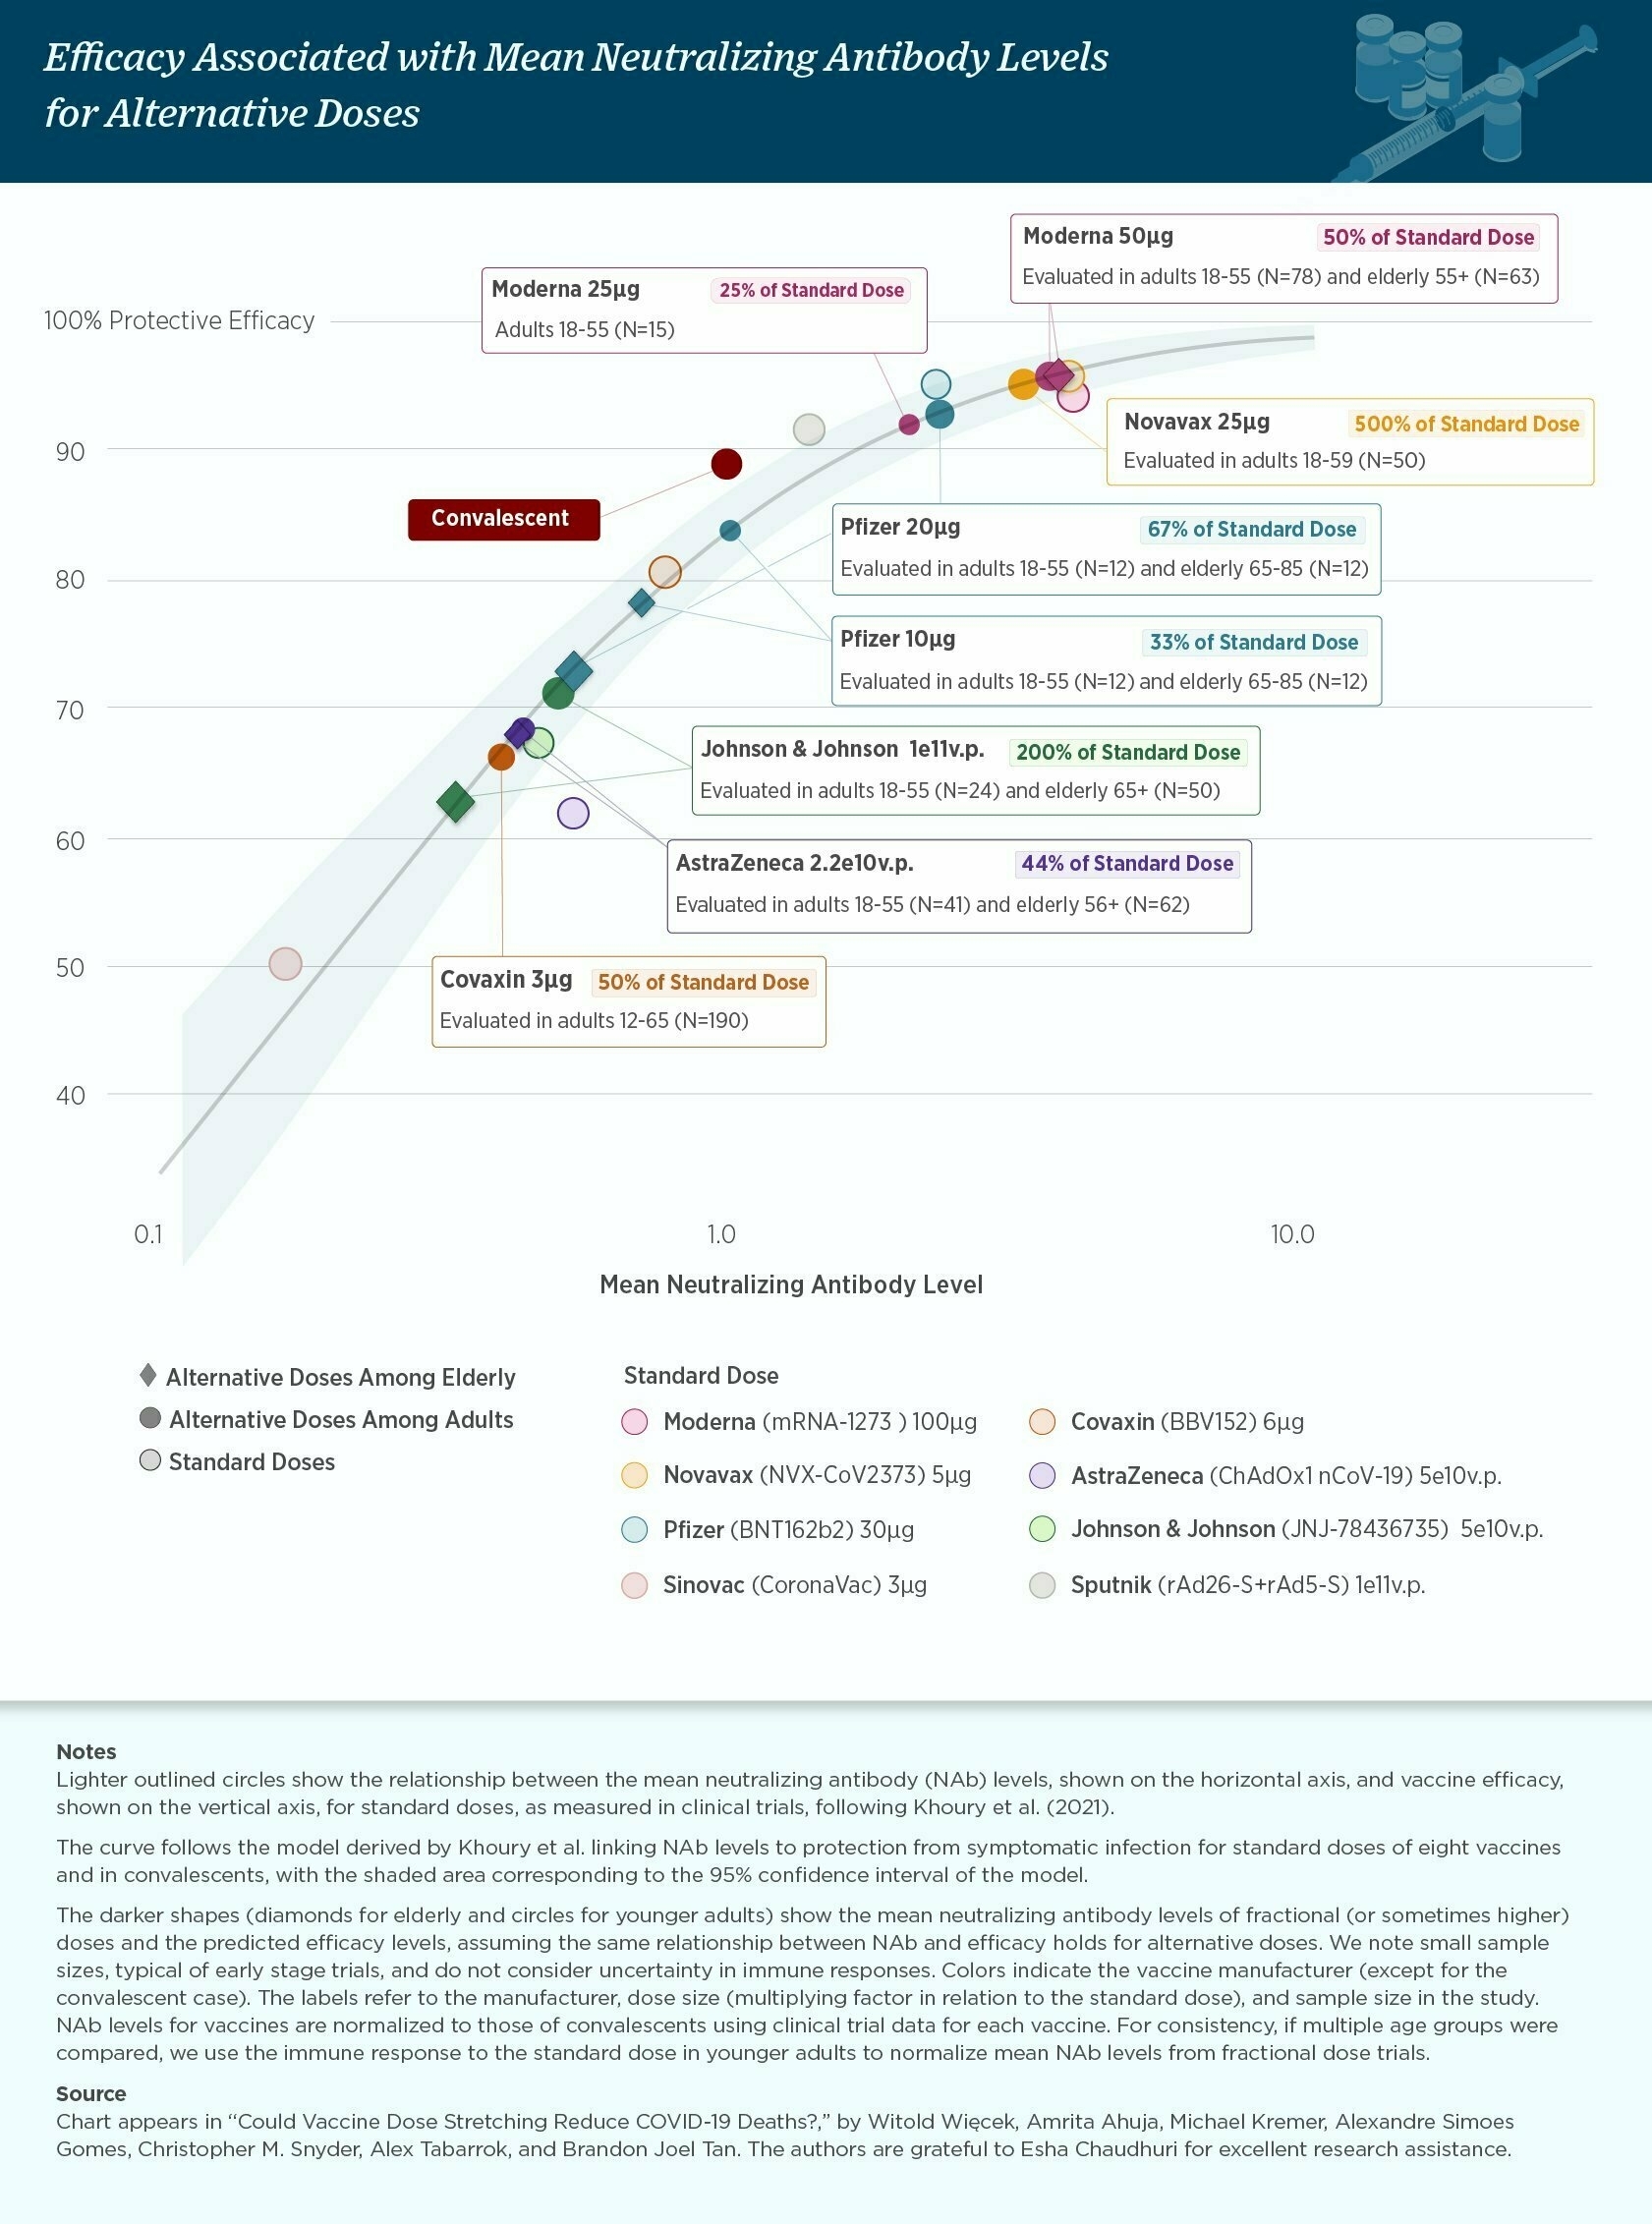 Efficacy Associated with Mean Neutralizing Antibody Levels
for Alternative Doses
Moderna 50µg 50% of Standard Dose
Evaluated in adults 18-55 (N=78) and elderly 55+ (N=63)
Moderna 25µg 25% of Standard Dose
Adults 18-55 (N=15)
100% Protective Efficacy
Novavax 25µg 500% of Standard Dose
Evaluated in adults 18-59 (N=50)
90
Convalescent
Pfizer 20µg 67% of Standard Dose
Evaluated in adults 18-55 (N=12) and elderly 65-85 (N=12)
80
Pfizer 10µg 33% of Standard Dose
Evaluated in adults 18-55 (N=12) and elderly 65-85 (N=12)
70
Johnson & Johnson 1e11v.p. 200% of Standard Dose
Evaluated in adults 18-55 (N=24) and elderly 65+ (N=50)
60
AstraZeneca 2.2e10v.p. 44% of Standard Dose
Evaluated in adults 18-55 (N=41) and elderly 56+ (N=62)
50
Covaxin 3µg 50% of Standard Dose
Evaluated in adults 12-65 (N=190)
40
0.1 1.0 10.0
Mean Neutralizing Antibody Level
Alternative Doses Among Elderly
Alternative Doses Among Adults
Standard Doses
Standard Dose
Moderna (mRNA-1273 ) 100µg
Novavax (NVX-CoV2373) 5µg
Pfizer (BNT162b2) 30µg
Sinovac (CoronaVac) 3µg
Covaxin (BBV152) 6µg
AstraZeneca (ChAdOx1 nCoV-19) 5e10v.p.
Johnson & Johnson (JNJ-78436735) 5e10v.p.
Sputnik (rAd26-S+rAd5-S) 1e11v.p.
Notes
Lighter outlined circles show the relationship between the mean neutralizing antibody (NAb) levels, shown on the horizontal axis, and vaccine efficacy,
shown on the vertical axis, for standard doses, as measured in clinical trials, following Khoury et al. (2021).
The curve follows the model derived by Khoury et al. linking NAb levels to protection from symptomatic infection for standard doses of eight vaccines
and in convalescents, with the shaded area corresponding to the 95% confidence interval of the model.
The darker shapes (diamonds for elderly and circles for younger adults) show the mean neutralizing antibody levels of fractional (or sometimes higher)
doses and the predicted efficacy levels, assuming the same relationship between NAb and efficacy holds for alternative doses. We note small sample
sizes, typical of early stage trials, and do not consider uncertainty in immune responses. Colors indicate the vaccine manufacturer (except for the
convalescent case). The labels refer to the manufacturer, dose size (multiplying factor in relation to the standard dose), and sample size in the study.
NAb levels for vaccines are normalized to those of convalescents using clinical trial data for each vaccine. For consistency, if multiple age groups were
compared, we use the immune response to the standard dose in younger adults to normalize mean NAb levels from fractional dose trials.
Source
Chart appears in “Could Vaccine Dose Stretching Reduce COVID-19 Deaths?,” by Witold Więcek, Amrita Ahuja, Michael Kremer, Alexandre Simoes
Gomes, Christopher M. Snyder, Alex Tabarrok, and Brandon Joel Tan. The authors are grateful to Esha Chaudhuri for excellent research assistance.